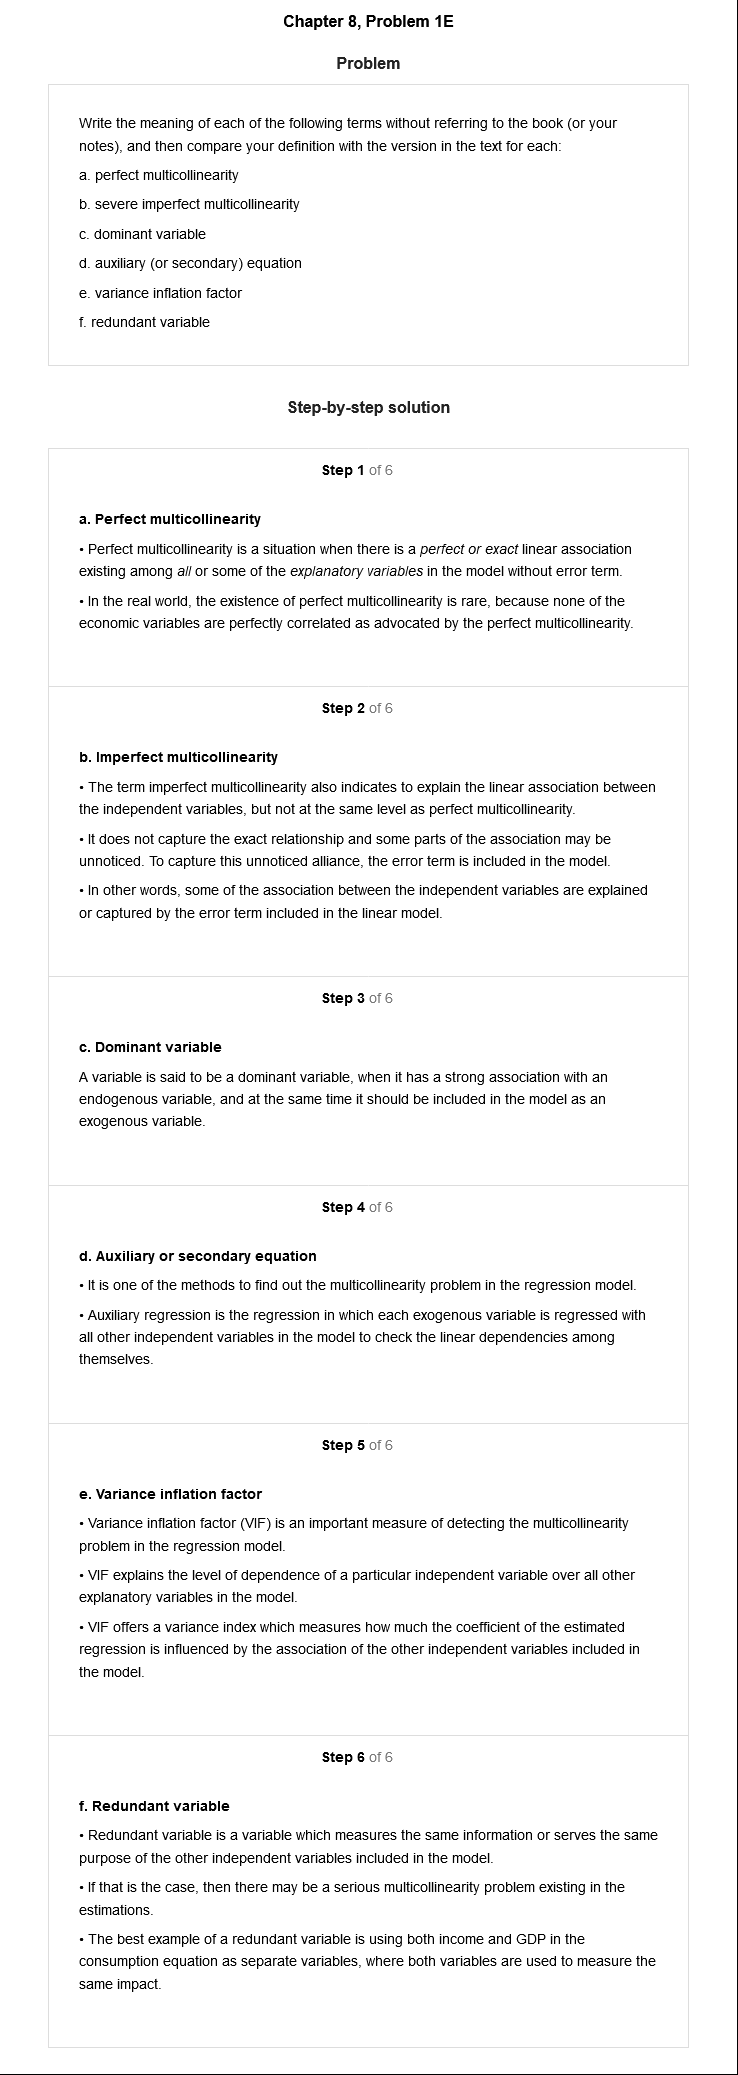 Chapter 8, Problem 1E
Problem
Write the meaning of each of the following terms without referring to the book (or your
notes), and then compare your definition with the version in the text for each:
a. perfect multicollinearity
b. severe imperfect multicollinearity
c. dominant variable
d. auxiliary (or secondary) equation
e. variance inflation factor
f. redundant variable
Step-by-step solution
Step 1 of 6
a. Perfect multicollinearity
• Perfect multicollinearity is a situation when there is a perfect or exact linear association
existing among all or some of the explanatory variables in the model without error term.
• In the real world, the existence of perfect multicollinearity is rare, because none of the
economic variables are perfectly correlated as advocated by the perfect multicollinearity.
Step 2 of 6
b. Imperfect multicollinearity
• The term imperfect multicollinearity also indicates to explain the linear association between
the independent variables, but not at the same level as perfect multicollinearity.
• It does not capture the exact relationship and some parts of the association may be
unnoticed. To capture this unnoticed alliance, the error term is included in the model.
• In other words, some of the association between the independent variables are explained
or captured by the error term included in the linear model.
Step 3 of 6
c. Dominant variable
A variable is said to be a dominant variable, when it has a strong association with an
endogenous variable, and at the same time it should be included in the model as an
exogenous variable.
Step 4 of 6
d. Auxiliary or secondary equation
• It is one of the methods to find out the multicollinearity problem in the regression model.
• Auxiliary regression is the regression in which each exogenous variable is regressed with
all other independent variables in the model to check the linear dependencies among
themselves.
Step 5 of 6
e. Variance inflation factor
• Variance inflation factor (VIF) is an important measure of detecting the multicollinearity
problem in the regression model.
• VIF explains the level of dependence of a particular independent variable over all other
explanatory variables in the model.
• VIF offers a variance index which measures how much the coefficient of the estimated
regression is influenced by the association of the other independent variables included in
the model.
Step 6 of 6
f. Redundant variable
• Redundant variable is a variable which measures the same information or serves the same
purpose of the other independent variables included in the model.
• If that is the case, then there may be a serious multicollinearity problem existing in the
estimations.
• The best example of a redundant variable is using both income and GDP in the
consumption equation as separate variables, where both variables are used to measure the
same impact.